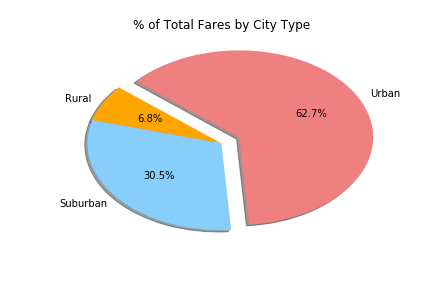 % of Total Fares by City Type
Urban
62.7%
Rural
6.8%
30.5%
Suburban